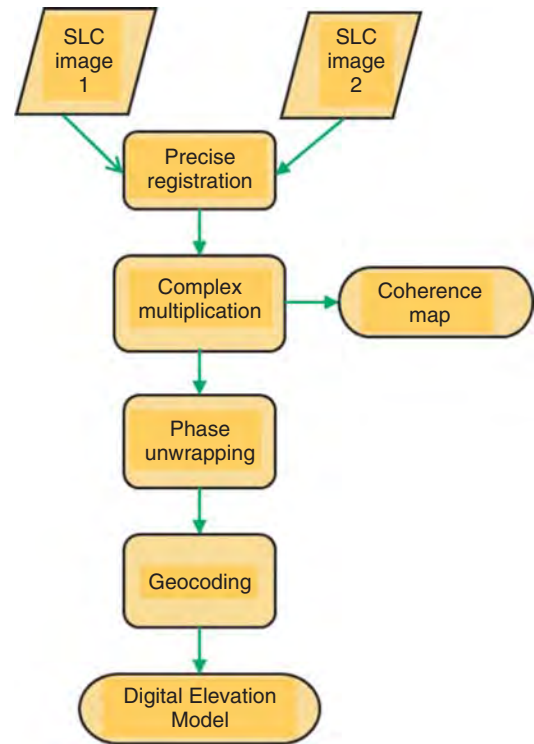 SLC
image
1
SLC
image
2
Precise
registration
Complex
multiplication
Coherence
map
Phase
unwrapping
Geocoding
Digital Elevation
Model